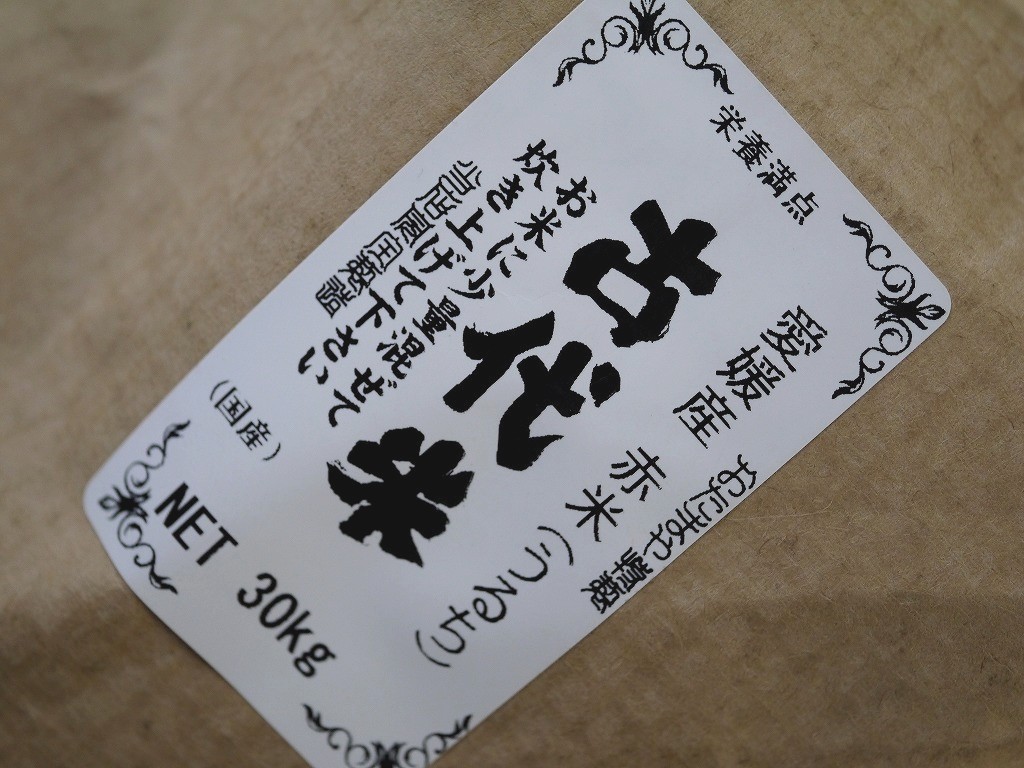 栄養満点
愛媛産 赤米(うるち)
おだまや
古代米
お米に少量混ぜて
炊き上げて下さい
(国産)
NET 30kg